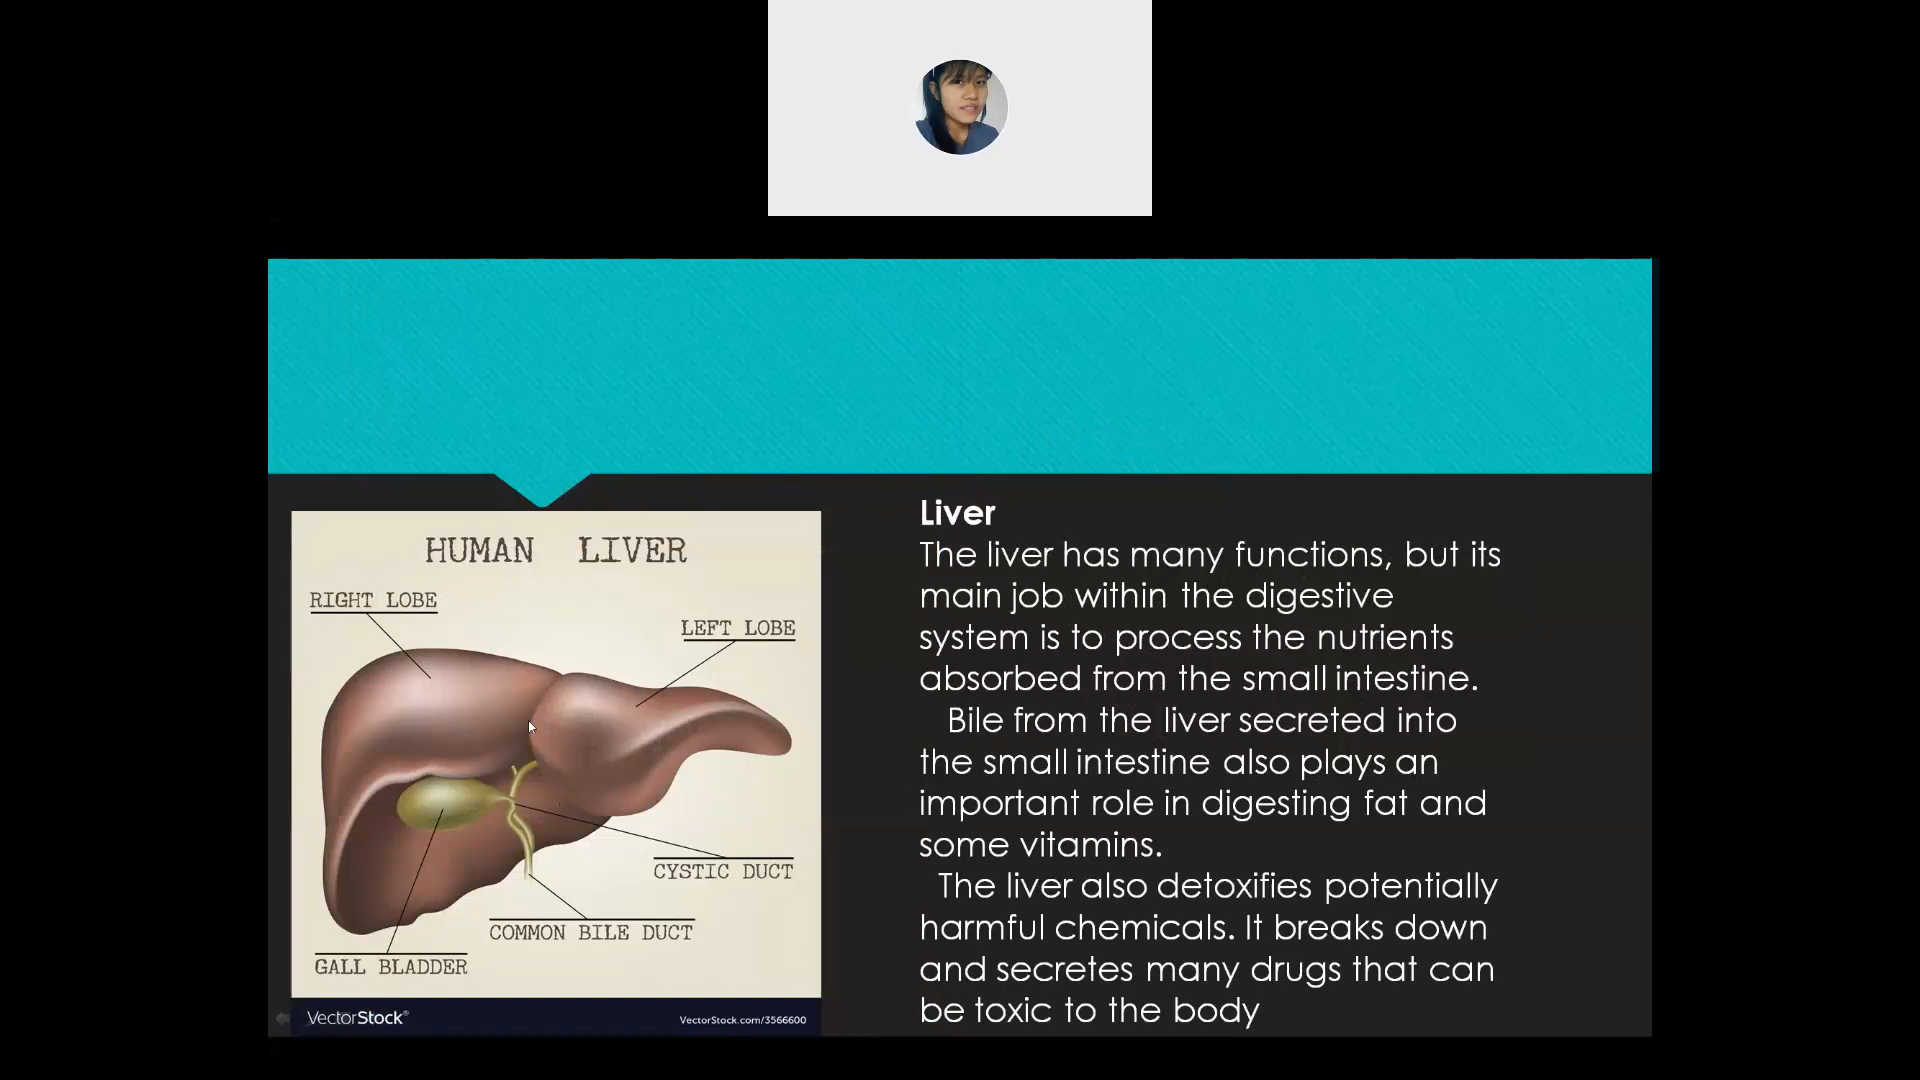 HUMAN LIVER
RIGHT LOBE
LEFT LOBE
CYSTIC DUCT
COMMON BILE DUCT
GALL BLADDER
VectorStock®
VectorStock.com/3566600
Liver
The liver has many functions, but its
main job within the digestive
system is to process the nutrients
absorbed from the small intestine.
Bile from the liver secreted into
the small intestine also plays an
important role in digesting fat and
some vitamins.
The liver also detoxifies potentially
harmful chemicals. It breaks down
and secretes many drugs that can
be toxic to the body